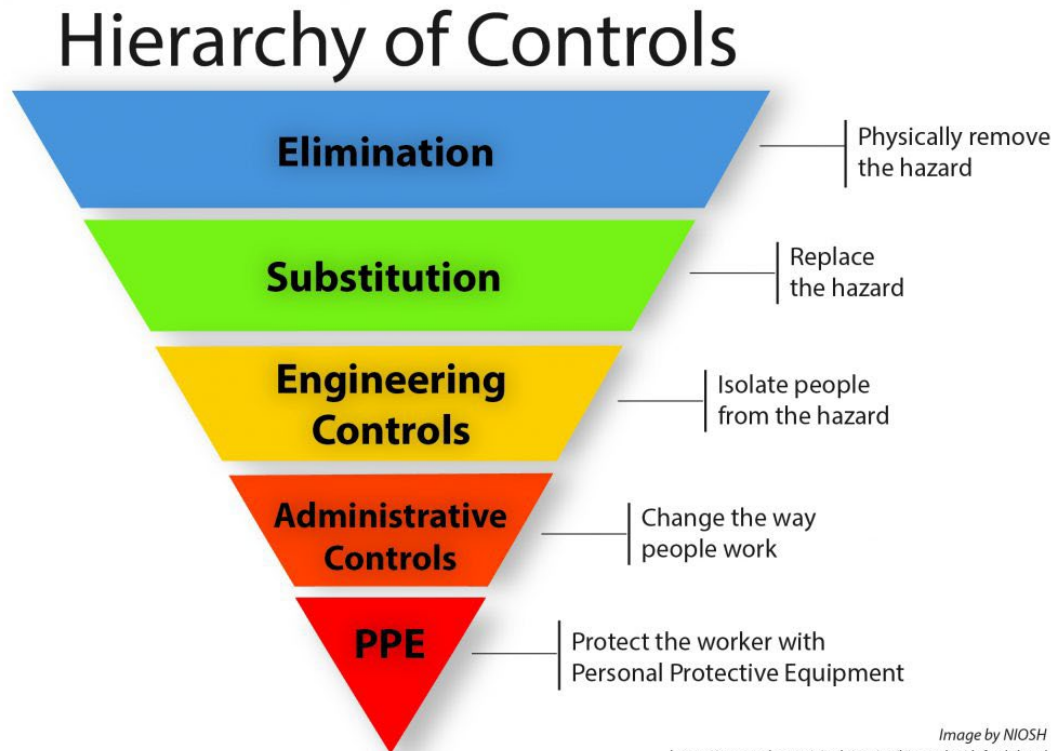 Hierarchy of Controls
Elimination
Physically remove
the hazard
Substitution
Replace
the hazard
Engineering
Controls
Isolate people
from the hazard
Administrative
Controls
Change the way
people work
PPE
Protect the worker with
Personal Protective Equipment
Image by NIOSH